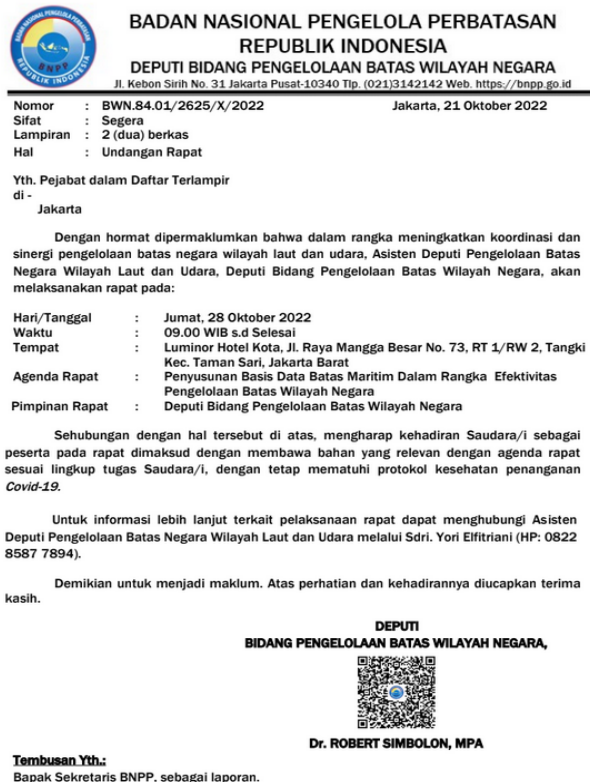 BADAN NASIONAL PENGELOLA PERBATASAN
REPUBLIK INDONESIA
DEPUTI BIDANG PENGELOLAAN BATAS WILAYAH NEGARA
Jl. Kebon Sirih No. 31 Jakarta Pusat-10340 Tlp. (021)3142142 Web. https://bnpp.go.id
BADAN NASIONAL PENGELOLA PERBATASAN
BNPP
REPUBLIK INDONESIA
Nomor : BWN.84.01/2625/X/2022 Jakarta, 21 Oktober 2022
Sifat : Segera
Lampiran : 2 (dua) berkas
Hal : Undangan Rapat
Yth. Pejabat dalam Daftar Terlampir
di -
Jakarta
Dengan hormat dipermaklumkan bahwa dalam rangka meningkatkan koordinasi dan
sinergi pengelolaan batas negara wilayah laut dan udara, Asisten Deputi Pengelolaan Batas
Negara Wilayah Laut dan Udara, Deputi Bidang Pengelolaan Batas Wilayah Negara, akan
melaksanakan rapat pada:
Hari/Tanggal : Jumat, 28 Oktober 2022
Waktu : 09.00 WIB s.d Selesai
Tempat : Luminor Hotel Kota, Jl. Raya Mangga Besar No. 73, RT 1/RW 2, Tangki
Kec. Taman Sari, Jakarta Barat
Agenda Rapat : Penyusunan Basis Data Batas Maritim Dalam Rangka Efektivitas
Pengelolaan Batas Wilayah Negara
Pimpinan Rapat : Deputi Bidang Pengelolaan Batas Wilayah Negara
Sehubungan dengan hal tersebut di atas, mengharap kehadiran Saudara/i sebagai
peserta pada rapat dimaksud dengan membawa bahan yang relevan dengan agenda rapat
sesuai lingkup tugas Saudara/i, dengan tetap mematuhi protokol kesehatan penanganan
Covid-19.
Untuk informasi lebih lanjut terkait pelaksanaan rapat dapat menghubungi Asisten
Deputi Pengelolaan Batas Negara Wilayah Laut dan Udara melalui Sdri. Yori Elfitriani (HP: 0822
8587 7894).
Demikian untuk menjadi maklum. Atas perhatian dan kehadirannya diucapkan terima
kasih.
DEPUTI
BIDANG PENGELOLAAN BATAS WILAYAH NEGARA,
Dr. ROBERT SIMBOLON, MPA
Tembusan Yth.:
Bapak Sekretaris BNPP, sebagai laporan.